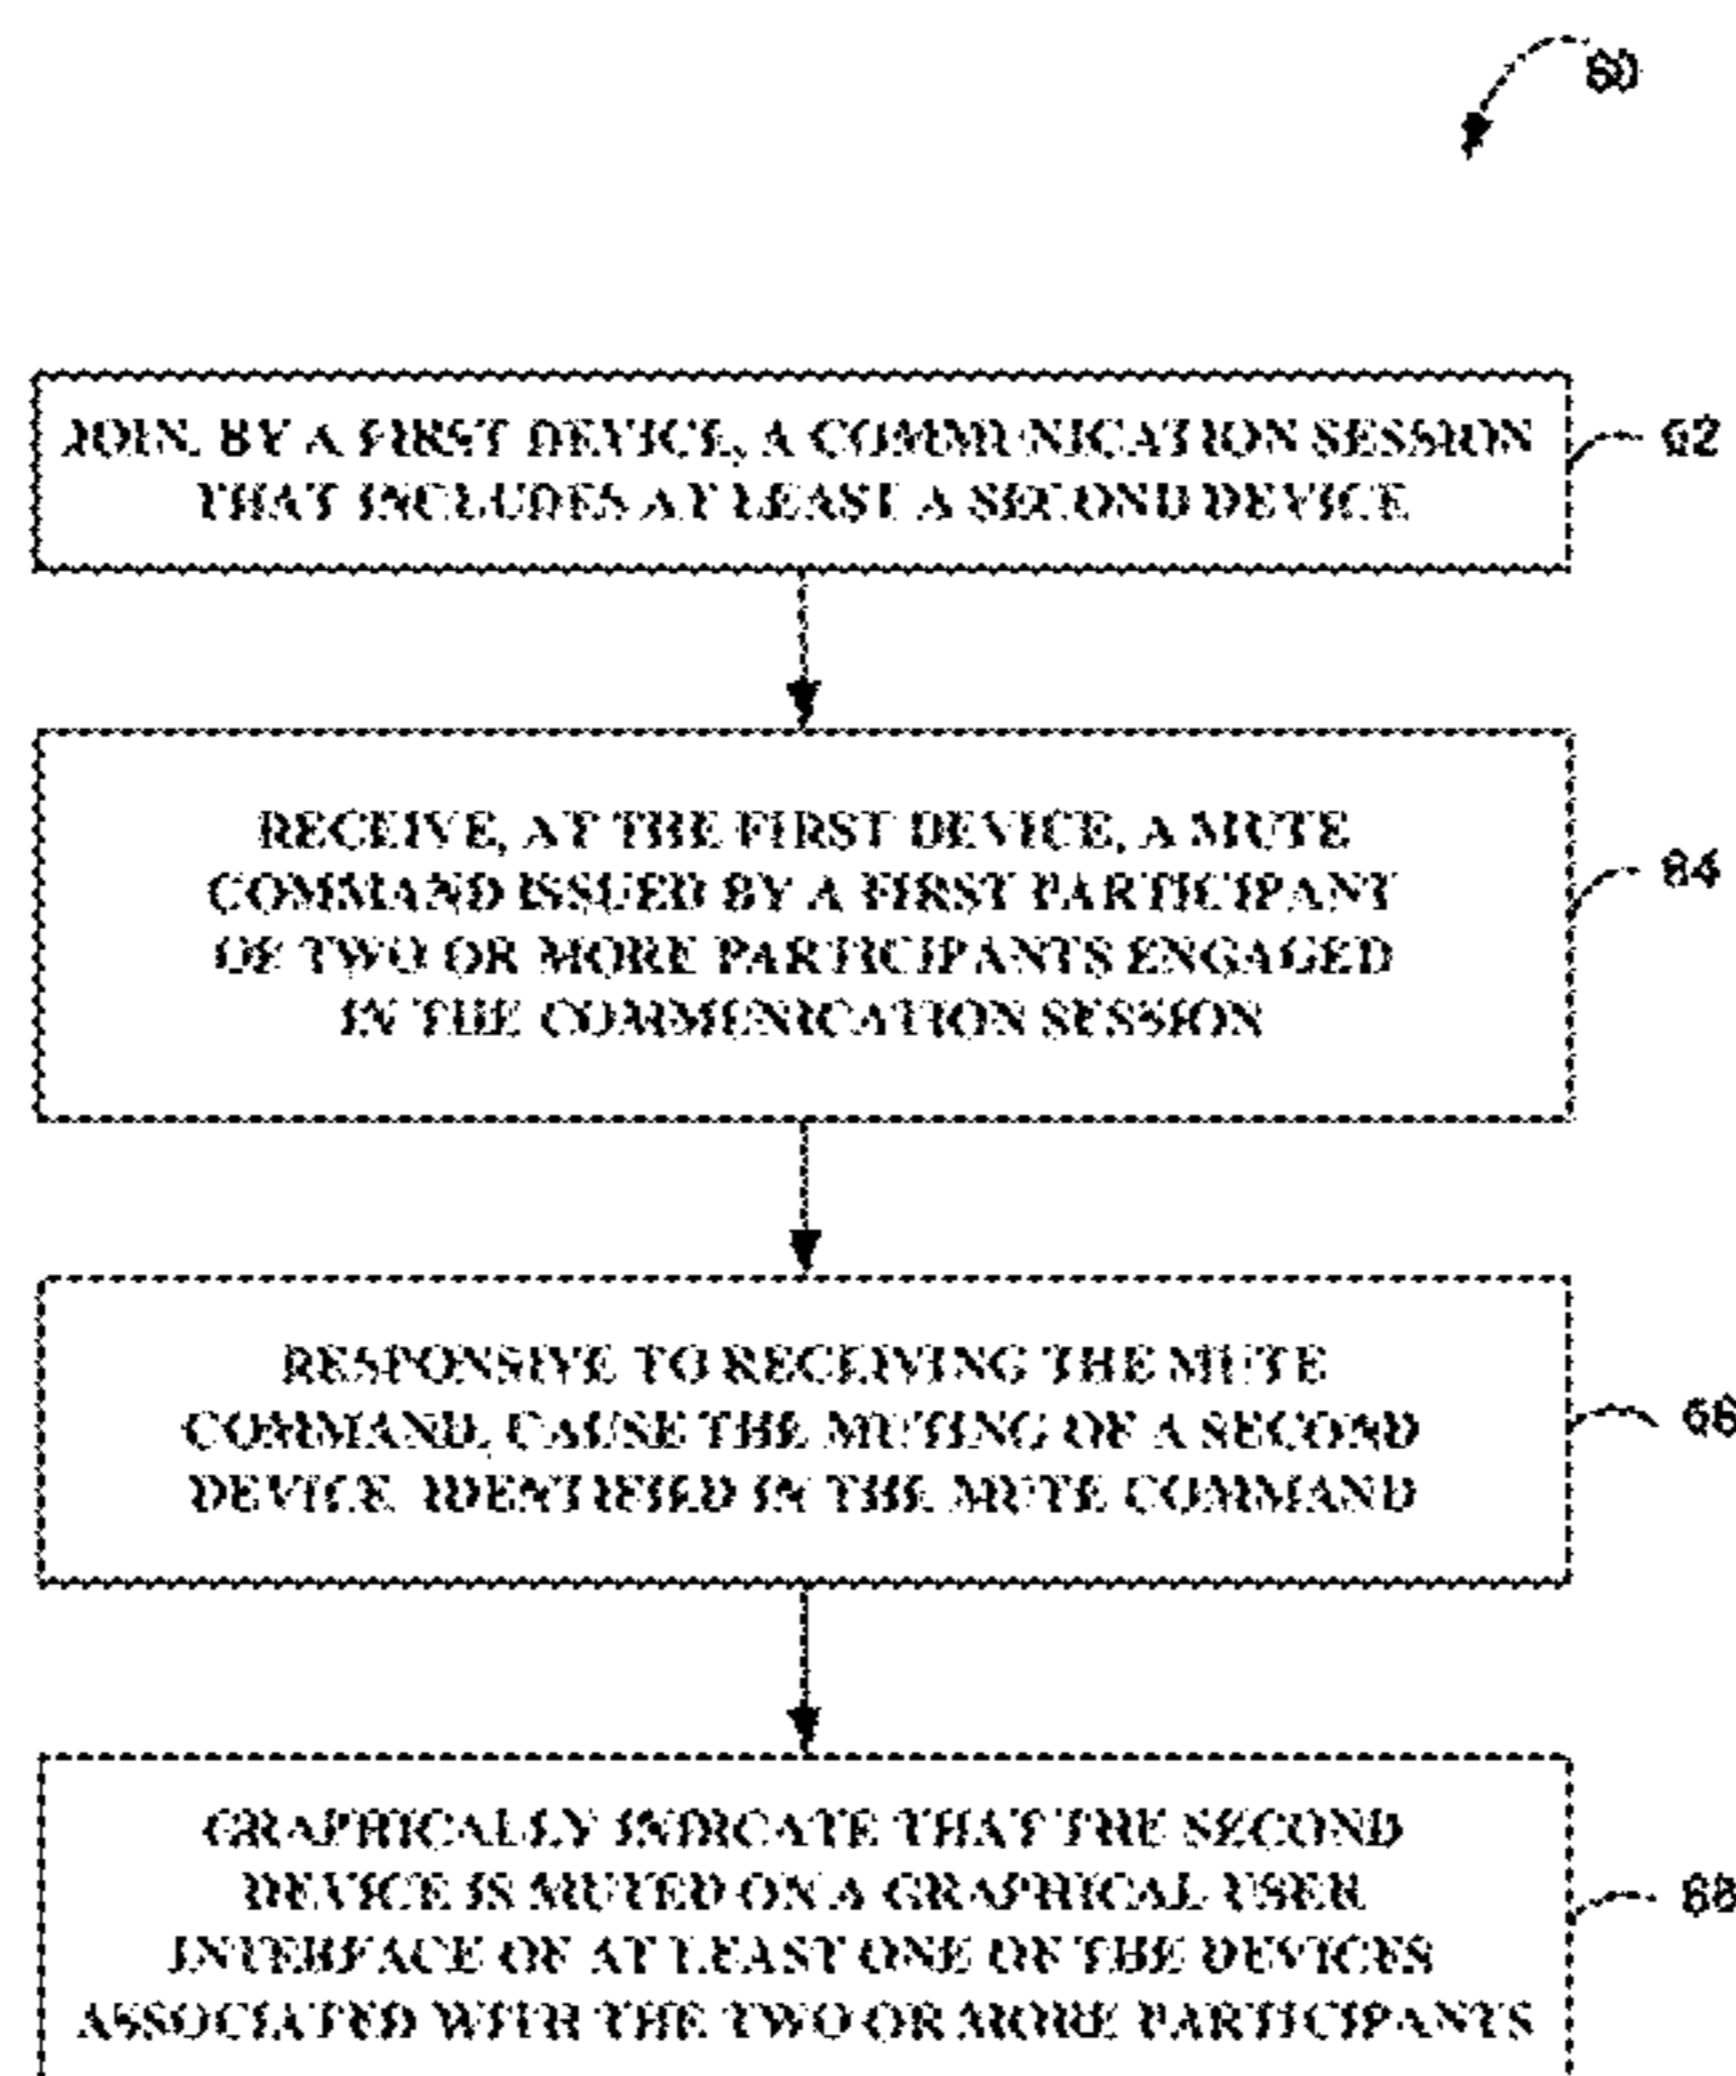 80
JOIN, BY A FIRST DEVICE, A COMMUNICATION SESSION
62
THAT INCLUDES AT LEAST A SECOND DEVICE
RECEIVE, AT THE FIRST DEVICE, A MUTE
COMMAND ISSUED BY A FIRST PARTICIPANT
84
OF TWO OR MORE PARTICIPANTS ENGAGED
IN THE COMMUNICATION SESSION
RESPONSIVE TO RECEIVING THE MUTE
COMMAND, CAUSE THE MUTING OF A SECOND
66
DEVICE IDENTIFIED IN THE MUTE COMMAND
GRAPHICALLY INDICATE THAT THE SECOND
DEVICE IS MUTED ON A GRAPHICAL USER
68
INTERFACE OF AT LEAST ONE OF THE DEVICES
ASSOCIATED WITH THE TWO OR MORE PARTICIPANTS